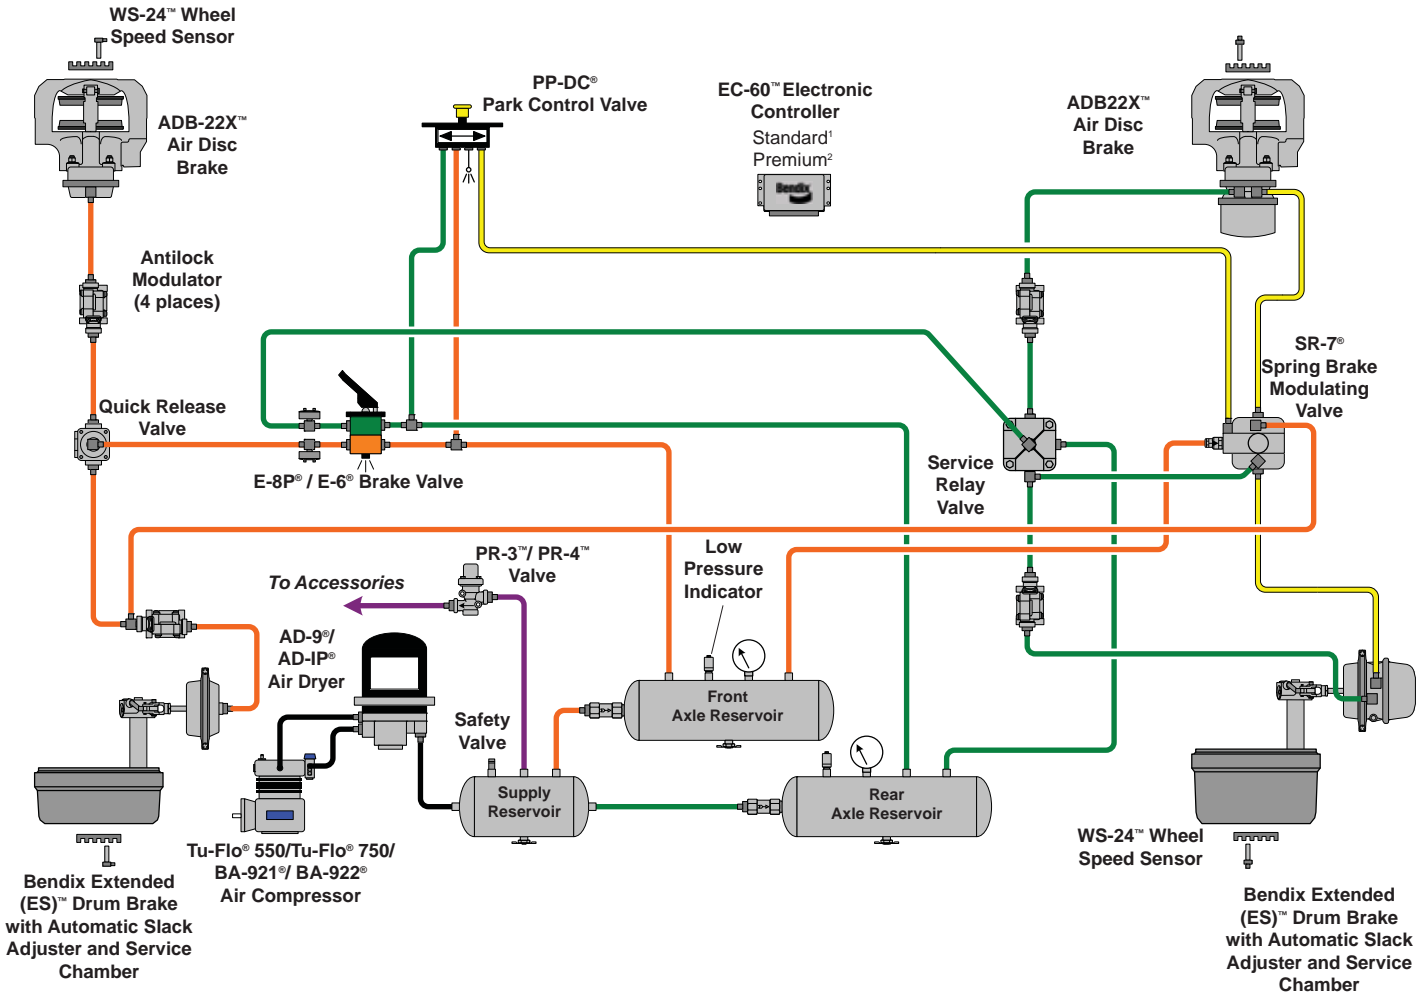 WS-24™ Wheel
Speed Sensor
ADB-22X™
Air Disc
Brake
PP-DC®
Park Control Valve
EC-60™ Electronic
Controller
Standard¹
Premium²
Bendix
ADB22X™
Air Disc
Brake
Antilock
Modulator
(4 places)
SR-7®
Spring Brake
Modulating
Valve
Quick Release
Valve
E-8P® / E-6® Brake Valve
Service
Relay
Valve
PR-3™/ PR-4™
Valve
To Accessories
Low
Pressure
Indicator
AD-9®/
AD-IP®
Air Dryer
Safety
Valve
Front
Axle Reservoir
Supply
Reservoir
Rear
Axle Reservoir
Tu-Flo® 550/Tu-Flo® 750/
BA-921®/ BA-922®
Air Compressor
WS-24™ Wheel
Speed Sensor
Bendix Extended
(ES)™ Drum Brake
with Automatic Slack
Adjuster and Service
Chamber
Bendix Extended
(ES)™ Drum Brake
with Automatic Slack
Adjuster and Service
Chamber